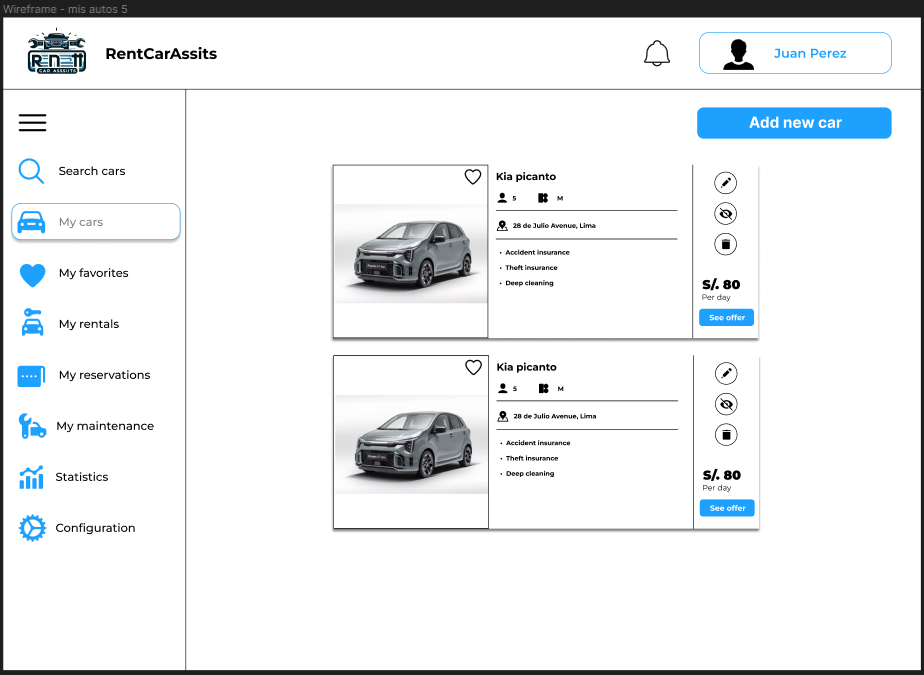 Wireframe - mis autos 5
RENTT
CAR ASSSITS
RentCarAssits
Juan Perez
Add new car
Search cars
My cars
My favorites
My rentals
My reservations
My maintenance
Statistics
Configuration
Kia picanto
5 M
28 de Julio Avenue, Lima
• Accident insurance
• Theft insurance
• Deep cleaning
S/. 80
Per day
See offer
Kia picanto
5 M
28 de Julio Avenue, Lima
• Accident insurance
• Theft insurance
• Deep cleaning
S/. 80
Per day
See offer